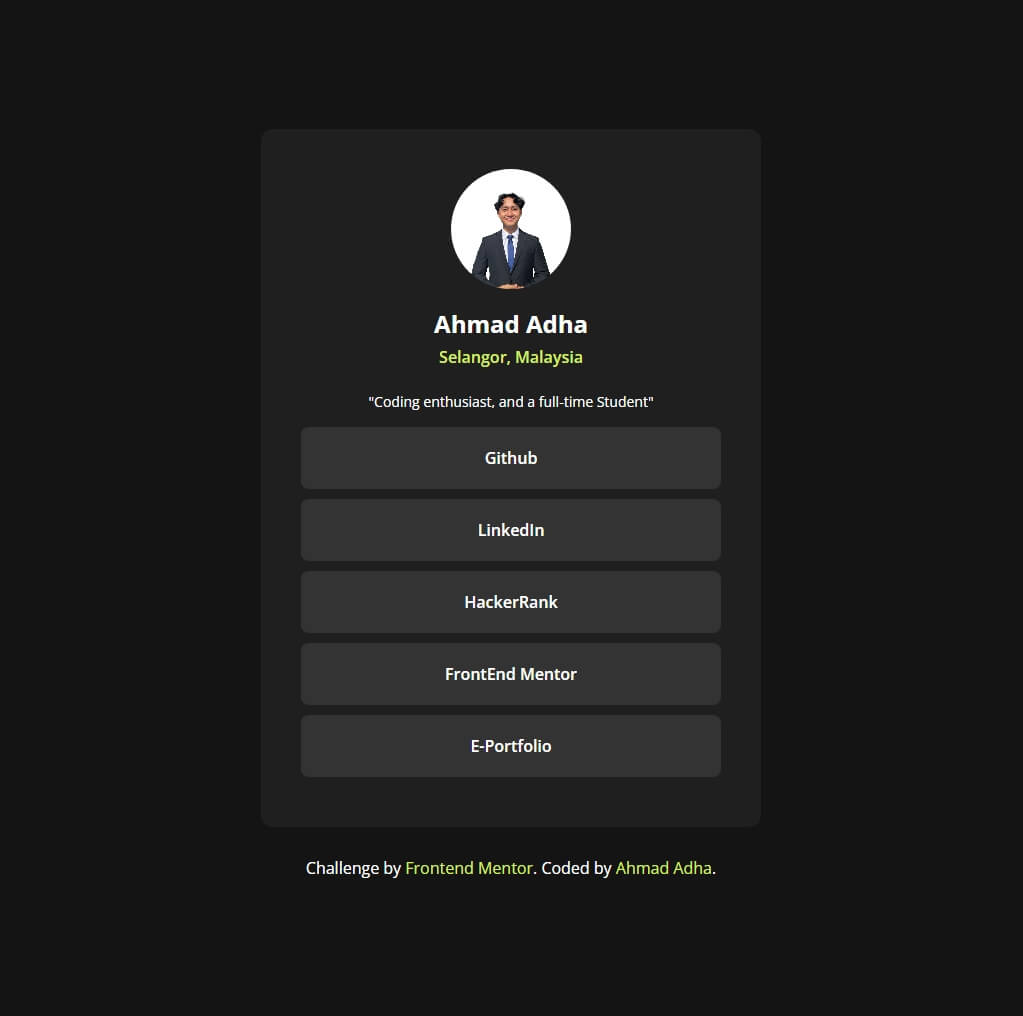 Ahmad Adha
Selangor, Malaysia
"Coding enthusiast, and a full-time Student"
Github
LinkedIn
HackerRank
FrontEnd Mentor
E-Portfolio
Challenge by Frontend Mentor. Coded by Ahmad Adha.